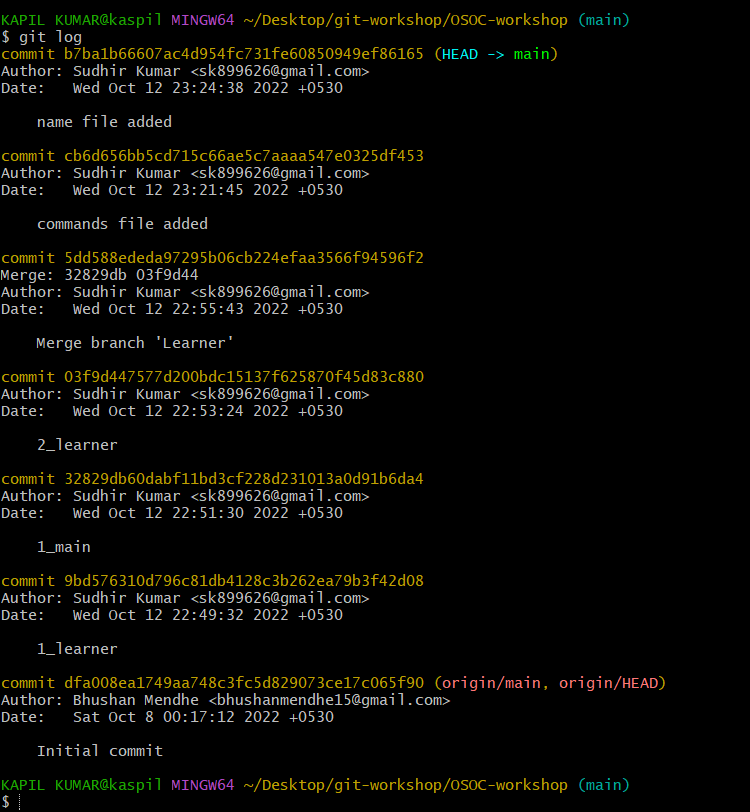 KAPIL KUMAR@kaspil MINGW64 ~/Desktop/git-workshop/OSOC-workshop (main)
$ git log
commit b7ba1b66607ac4d954fc731fe60850949ef86165 (HEAD -> main)
Author: Sudhir Kumar <sk899626@gmail.com>
Date:   Wed Oct 12 23:24:38 2022 +0530
name file added
commit cb6d656bb5cd715c66ae5c7aaaa547e0325df453
Author: Sudhir Kumar <sk899626@gmail.com>
Date:   Wed Oct 12 23:21:45 2022 +0530
commands file added
commit 5dd588ededa97295b06cb224efaa3566f94596f2
Merge: 32829db 03f9d44
Author: Sudhir Kumar <sk899626@gmail.com>
Date:   Wed Oct 12 22:55:43 2022 +0530
Merge branch 'Learner'
commit 03f9d447577d200bdc15137f625870f45d83c880
Author: Sudhir Kumar <sk899626@gmail.com>
Date:   Wed Oct 12 22:53:24 2022 +0530
2_learner
commit 32829db60dabf11bd3cf228d231013a0d91b6da4
Author: Sudhir Kumar <sk899626@gmail.com>
Date:   Wed Oct 12 22:51:30 2022 +0530
1_main
commit 9bd576310d796c81db4128c3b262ea79b3f42d08
Author: Sudhir Kumar <sk899626@gmail.com>
Date:   Wed Oct 12 22:49:32 2022 +0530
1_learner
commit dfa008ea1749aa748c3fc5d829073ce17c065f90 (origin/main, origin/HEAD)
Author: Bhushan Mendhe <bhushanmendhe15@gmail.com>
Date:   Sat Oct 8 00:17:12 2022 +0530
Initial commit
KAPIL KUMAR@kaspil MINGW64 ~/Desktop/git-workshop/OSOC-workshop (main)
$